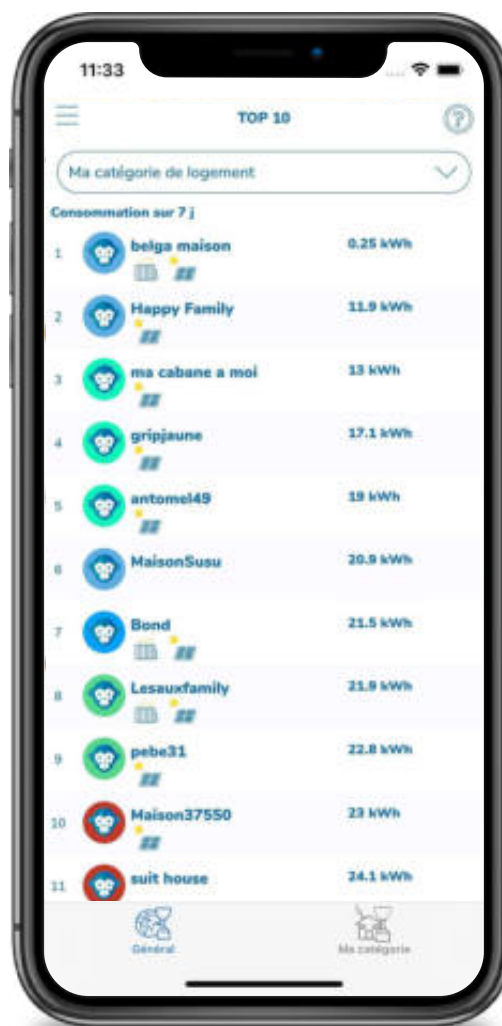 11:33
TOP 10
?
Ma catégorie de logement
Consommation sur 7 j
1 belga maison 0.25 kWh
2 Happy Family 11.9 kWh
3 ma cabane a moi 13 kWh
4 gripjaune 17.1 kWh
5 antomel49 19 kWh
6 MaisonSusu 20.9 kWh
7 Bond 21.5 kWh
8 Lesauxfamily 21.9 kWh
9 pebe31 22.8 kWh
10 Maison37550 23 kWh
11 suit house 24.1 kWh
Général Ma catégorie